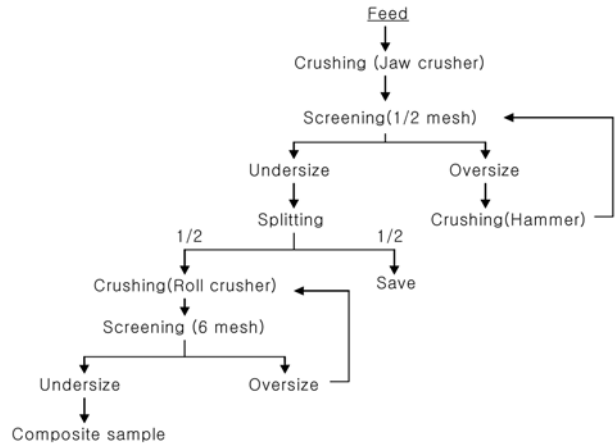 Feed
Crushing (Jaw crusher)
Screening(1/2 mesh)
Undersize
Oversize
Splitting
Crushing(Hammer)
1/2
1/2
Crushing(Roll crusher)
Save
Screening (6 mesh)
Undersize
Oversize
Composite sample